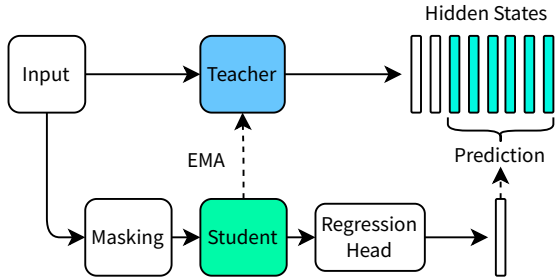 Hidden States
Input
Teacher
EMA
Prediction
Masking
Student
Regression
Head